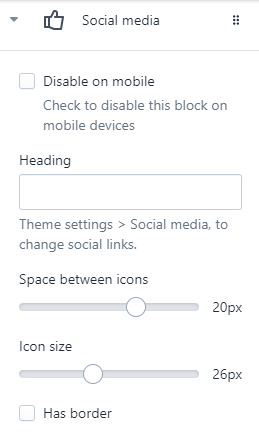 Social media
Disable on mobile
Check to disable this block on
mobile devices
Heading
Theme settings > Social media, to
change social links.
Space between icons
20px
Icon size
26px
Has border